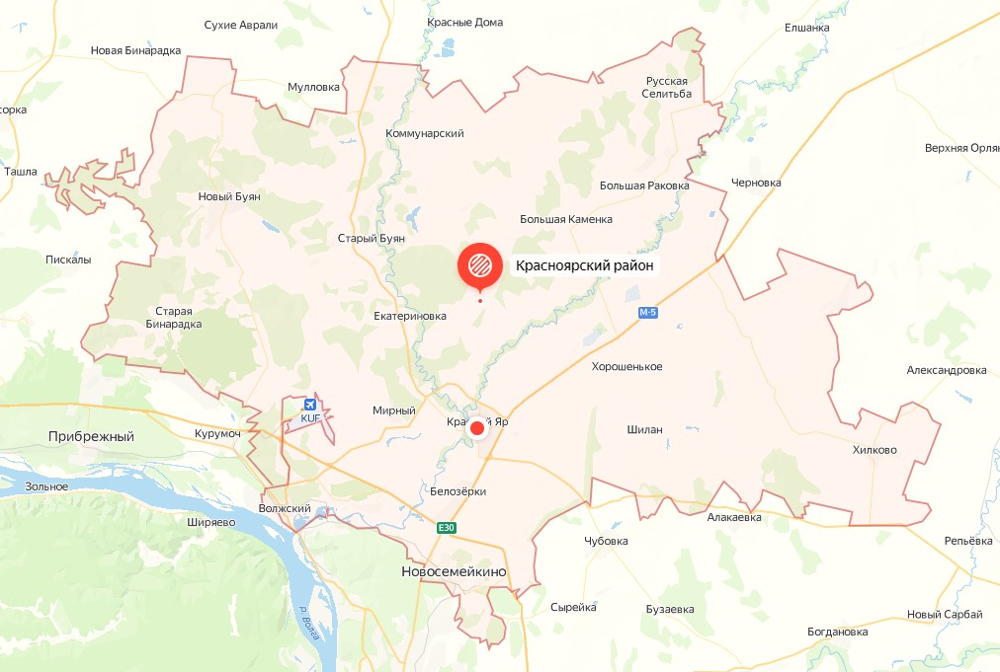 Сухие Аврали
Красные Дома
Елшанка
Новая Бинарадка
Мулловка
Русская
Селитьба
сорка
Коммунарский
Верхняя Орлян
Ташла
Большая Раковка
Черновка
Новый Буян
Большая Каменка
Старый Буян
Пискалы
Красноярский район
Старая
Бинарадка
Екатериновка
М-5
Хорошенькое
Александровка
KUF
Мирный
Прибрежный
Курумоч
Яр
Шилан
Хилково
Зольное
Белозёрки
Волжский
Ширяево
Алакаевка
E30
Чубовка
Репьёвка
Новосемейкино
Сырейка
Бузаевка
Новый Сарбай
р. Волга
Богдановка